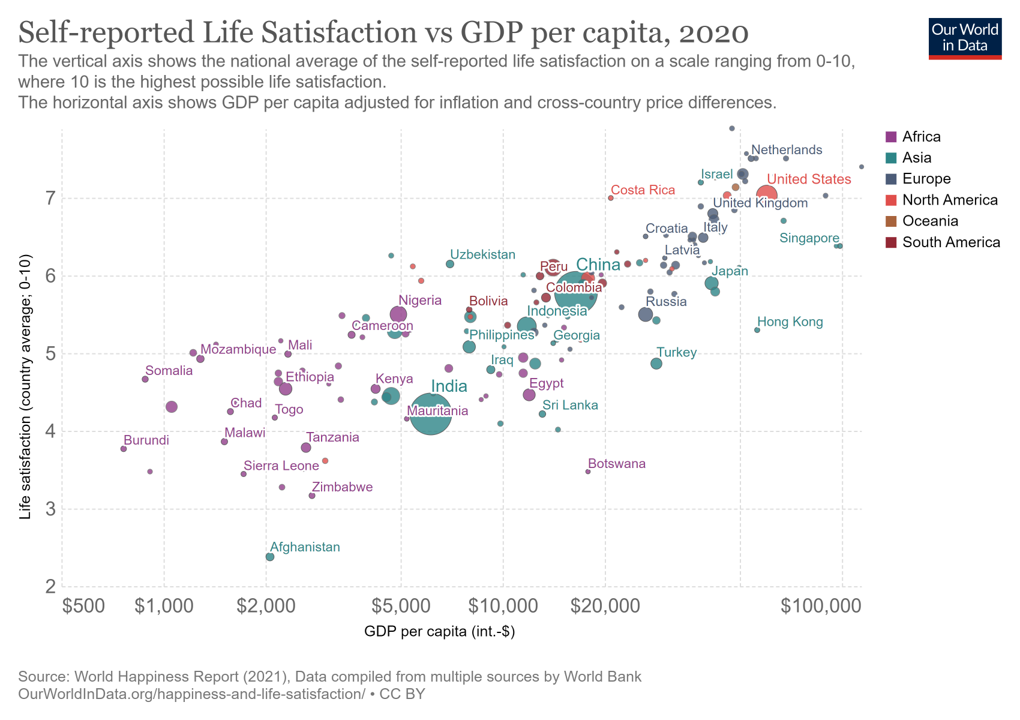 Self-reported Life Satisfaction vs GDP per capita, 2020
Our World
in Data
The vertical axis shows the national average of the self-reported life satisfaction on a scale ranging from 0-10,
where 10 is the highest possible life satisfaction.
The horizontal axis shows GDP per capita adjusted for inflation and cross-country price differences.
Africa
Asia
Europe
North America
Oceania
South America
Life satisfaction (country average; 0-10)
7
6
5
4
3
2
Netherlands
Israel
United States
Costa Rica
United Kingdom
Croatia
Italy
Singapore
Latvia
Uzbekistan
Peru
China
Japan
Colombia
Nigeria
Bolivia
Russia
Indonesia
Cameroon
Hong Kong
Philippines
Georgia
Mozambique
Mali
Iraq
Turkey
Somalia
Ethiopia
Kenya
India
Egypt
Chad
Togo
Mauritania
Sri Lanka
Burundi
Malawi
Tanzania
Sierra Leone
Botswana
Zimbabwe
Afghanistan
$500
$1,000
$2,000
$5,000
$10,000
$20,000
$100,000
GDP per capita (int.-$)
Source: World Happiness Report (2021), Data compiled from multiple sources by World Bank
OurWorldInData.org/happiness-and-life-satisfaction/ • CC BY